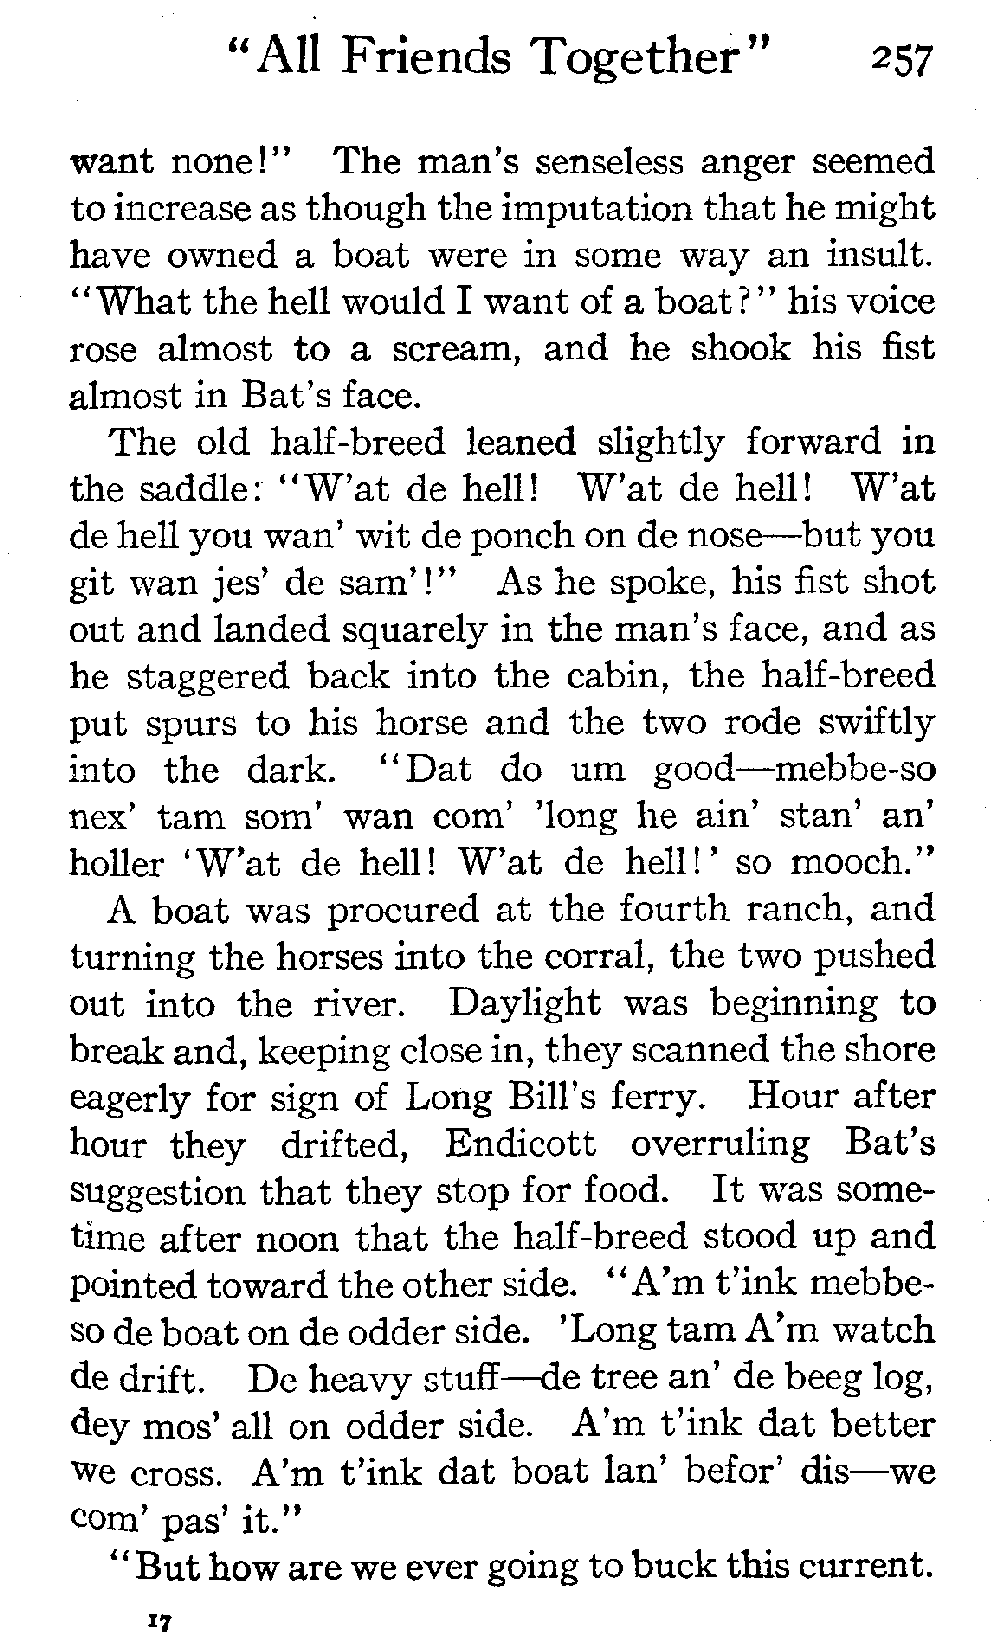 "All Friends Together" 257
want none!" The man's senseless anger seemed
to increase as though the imputation that he might
have owned a boat were in some way an insult.
"What the hell would I want of a boat?" his voice
rose almost to a scream, and he shook his fist
almost in Bat's face.
The old half-breed leaned slightly forward in
the saddle: "W'at de hell! W'at de hell! W'at
de hell you wan' wit de ponch on de nose—but you
git wan jes' de sam'!" As he spoke, his fist shot
out and landed squarely in the man's face, and as
he staggered back into the cabin, the half-breed
put spurs to his horse and the two rode swiftly
into the dark. "Dat do um good—mebbe-so
nex' tam som' wan com' 'long he ain' stan' an'
holler 'W'at de hell! W'at de hell!' so mooch."
A boat was procured at the fourth ranch, and
turning the horses into the corral, the two pushed
out into the river. Daylight was beginning to
break and, keeping close in, they scanned the shore
eagerly for sign of Long Bill's ferry. Hour after
hour they drifted, Endicott overruling Bat's
suggestion that they stop for food. It was some-
time after noon that the half-breed stood up and
pointed toward the other side. "A'm t'ink mebbe-
so de boat on de odder side. 'Long tam A'm watch
de drift. De heavy stuff—de tree an' de beeg log,
dey mos' all on odder side. A'm t'ink dat better
we cross. A'm t'ink dat boat lan' befor' dis—we
com' pas' it."
"But how are we ever going to buck this current.
17